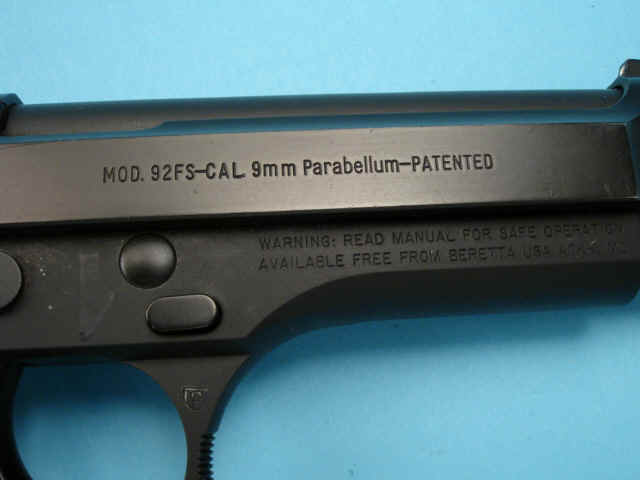 MOD. 92FS-CAL. 9mm Parabellum-PATENTED
WARNING: READ MANUAL FOR SAFE OPERATION
AVAILABLE FREE FROM BERETTA USA